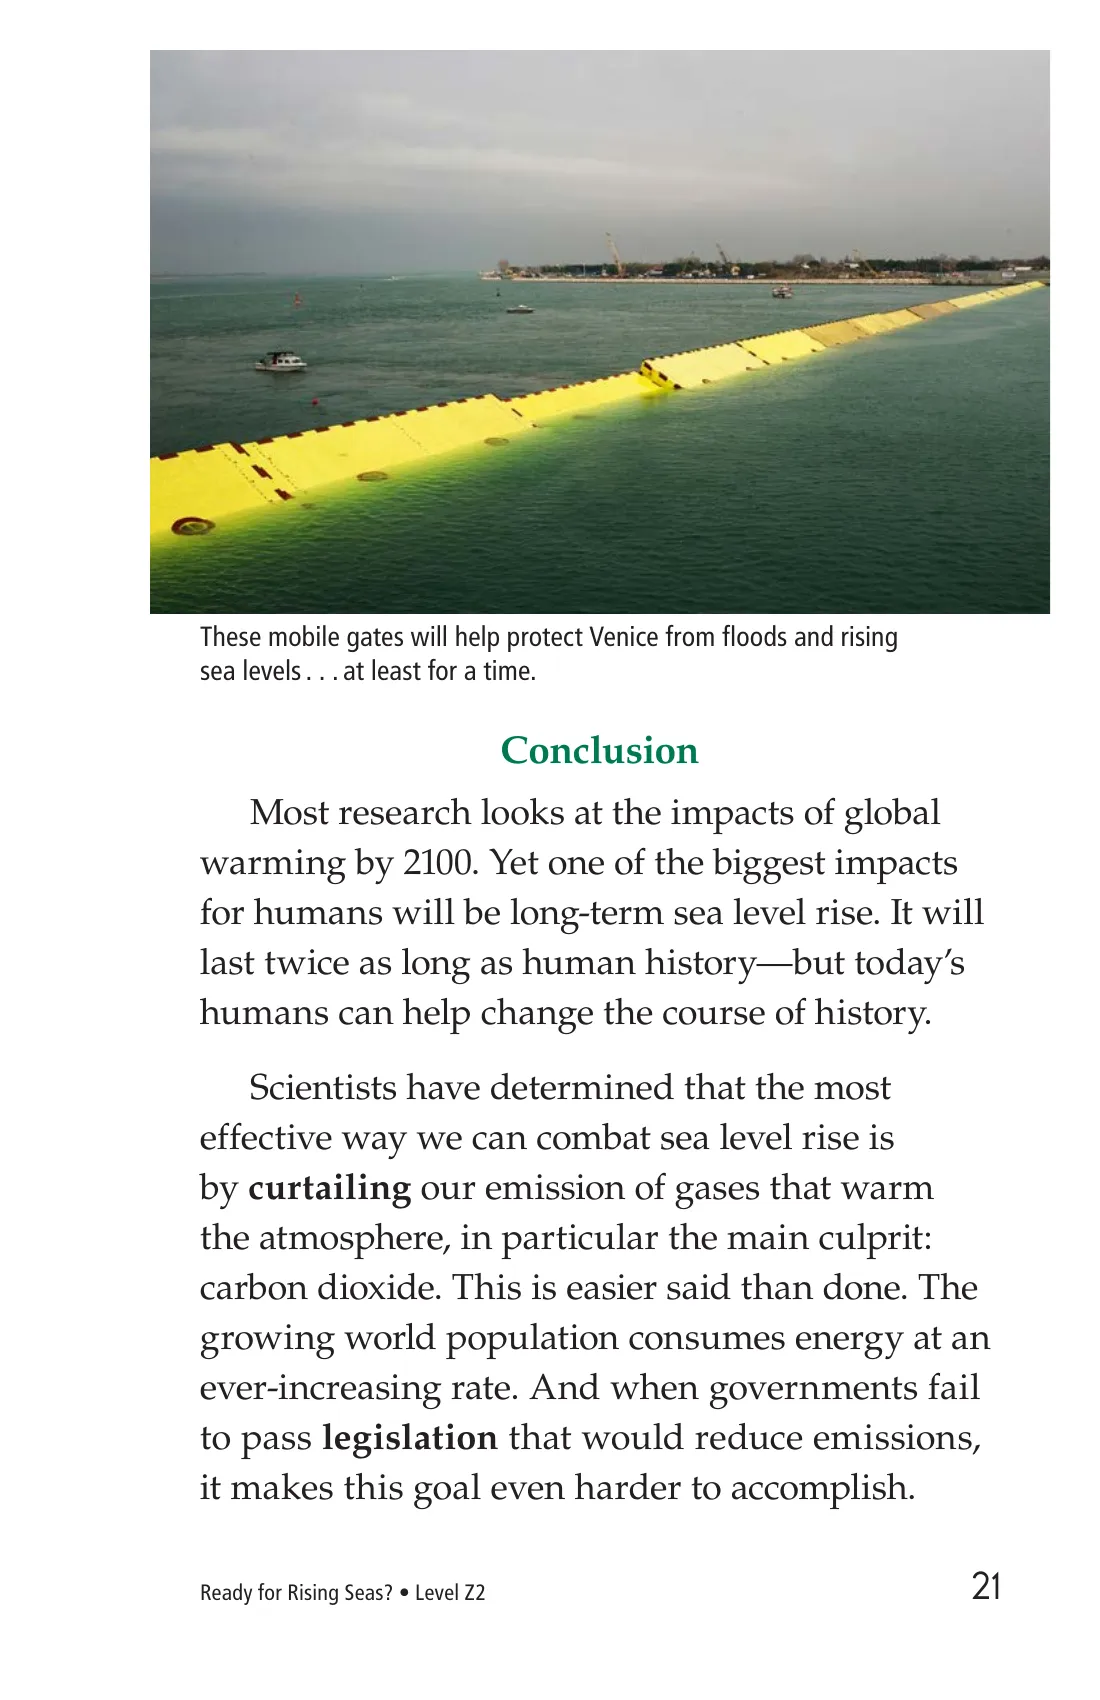 These mobile gates will help protect Venice from floods and rising
sea levels . . . at least for a time.
Conclusion
Most research looks at the impacts of global
warming by 2100. Yet one of the biggest impacts
for humans will be long-term sea level rise. It will
last twice as long as human history—but today’s
humans can help change the course of history.
Scientists have determined that the most
effective way we can combat sea level rise is
by curtailing our emission of gases that warm
the atmosphere, in particular the main culprit:
carbon dioxide. This is easier said than done. The
growing world population consumes energy at an
ever-increasing rate. And when governments fail
to pass legislation that would reduce emissions,
it makes this goal even harder to accomplish.
Ready for Rising Seas? • Level Z2
21